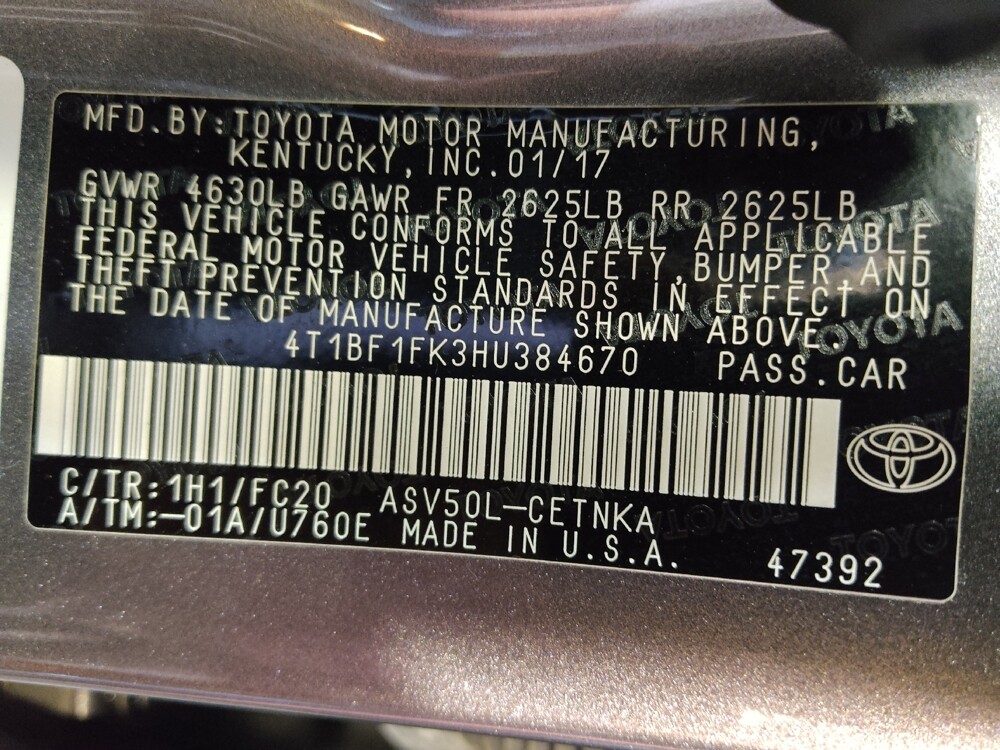 MFD.BY:TOYOTA MOTOR MANUFACTURING,
KENTUCKY, INC. 01/17
GVWR 4630LB GAWR FR 2625LB RR 2625LB
THIS VEHICLE CONFORMS TO ALL APPLICABLE
FEDERAL MOTOR VEHICLE SAFETY, BUMPER AND
THEFT PREVENTION STANDARDS IN EFFECT ON
THE DATE OF MANUFACTURE SHOWN ABOVE.
4T1BF1FK3HU384670 PASS.CAR
C/TR:1H1/FC20 ASV50L-CETNKA
A/TM:-01A/U760E MADE IN U.S.A.
47392